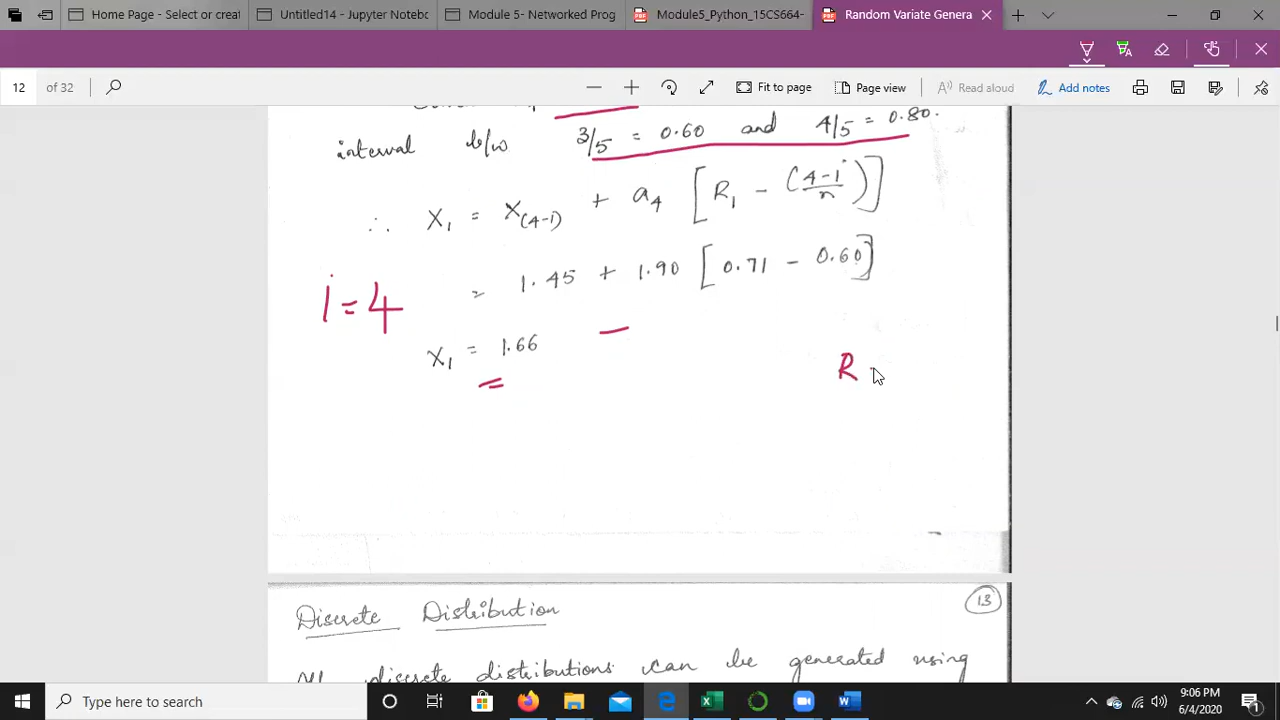 Home Page - Select or creat
Untitled14 - Jupyter Notebo
Module 5- Networked Prog
Module5_Python_15CS664-
Random Variate Genera
12 of 32
Fit to page
Page view
Read aloud
Add notes
interval b/w 3/5 = 0.60 and 4/5 = 0.80.
∴ X₁ = X(4-1) + a₄ [R₁ - (4-1/n)]
i=4
= 1.45 + 1.90 [0.71 - 0.60]
X₁ = 1.66
R
13
Discrete Distribution
All discrete distributions can be generated using
Type here to search
9:06 PM
6/4/2020